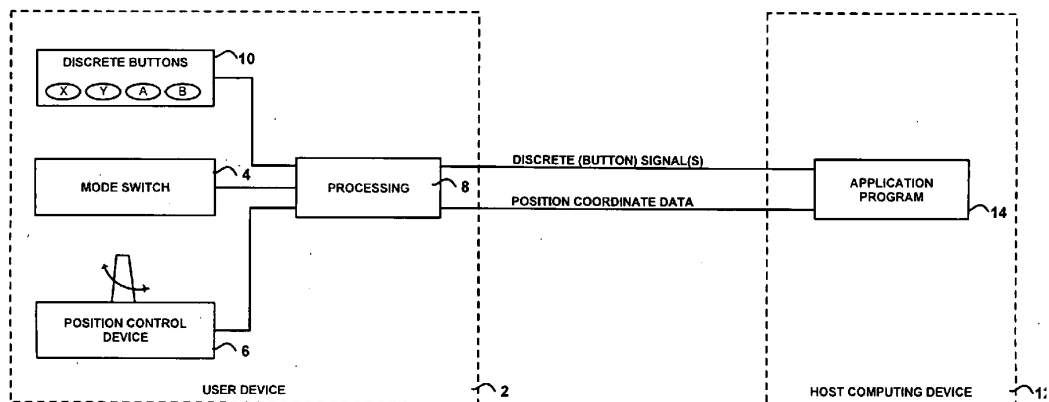 DISCRETE BUTTONS
10
X Y A B
MODE SWITCH
4
PROCESSING
8
DISCRETE (BUTTON) SIGNAL(S)
POSITION COORDINATE DATA
APPLICATION
PROGRAM
14
POSITION CONTROL
DEVICE
6
USER DEVICE
2
HOST COMPUTING DEVICE